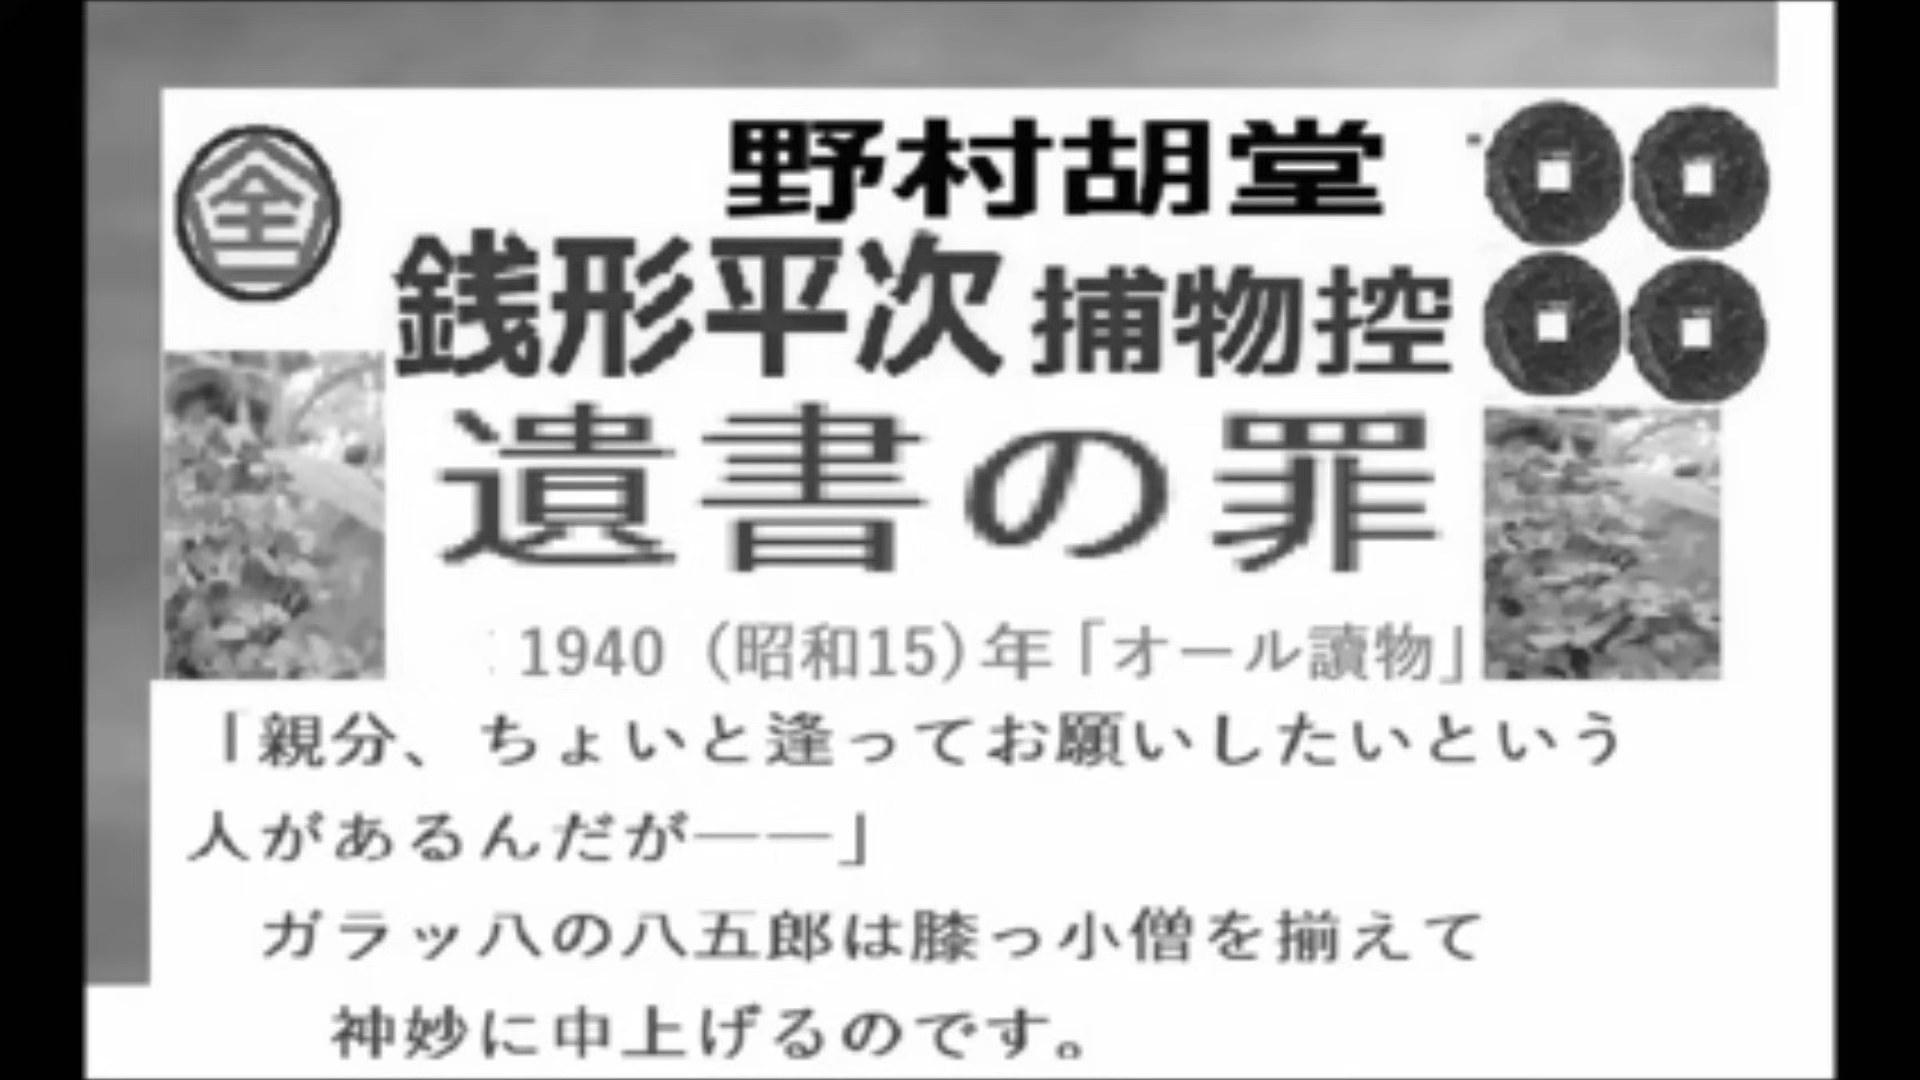 全
野村胡堂
銭形平次 捕物控
遺書の罪
1940（昭和15）年「オール讀物」
「親分、ちょいと逢ってお願いしたいという
人があるんだが――」
ガラッ八の八五郎は膝っ小僧を揃えて
神妙に申上げるのです。